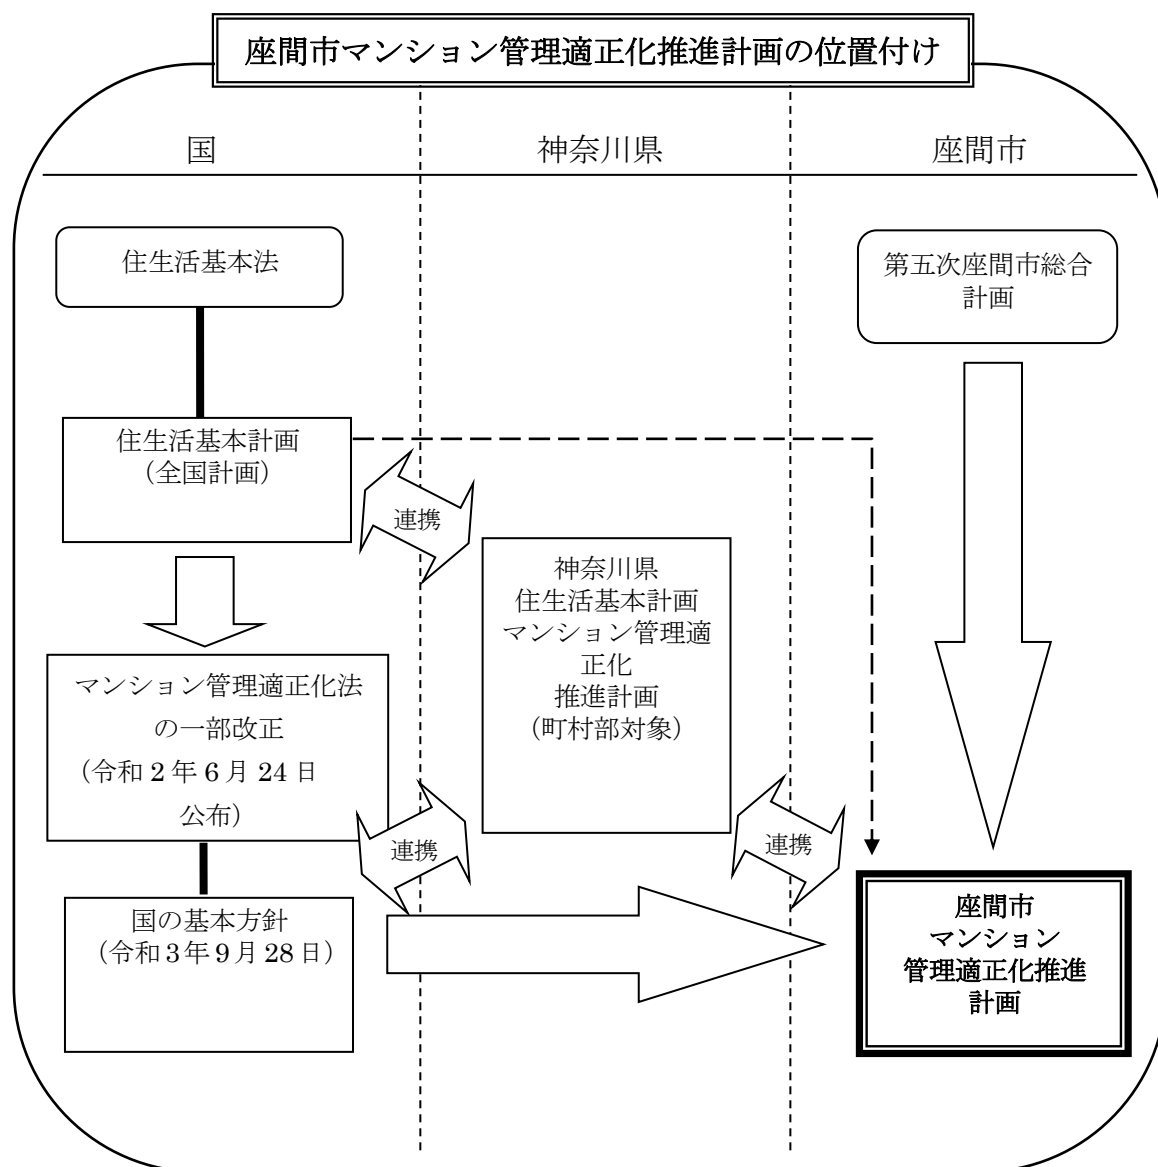 座間市マンション管理適正化推進計画の位置付け
国
神奈川県
座間市
住生活基本法
第五次座間市総合
計画
住生活基本計画
（全国計画）
連携
神奈川県
住生活基本計画
マンション管理適
正化
推進計画
（町村部対象）
マンション管理適正化法
の一部改正
（令和 2 年 6 月 24 日
公布）
連携
連携
国の基本方針
（令和 3 年 9 月 28 日）
座間市
マンション
管理適正化推進
計画